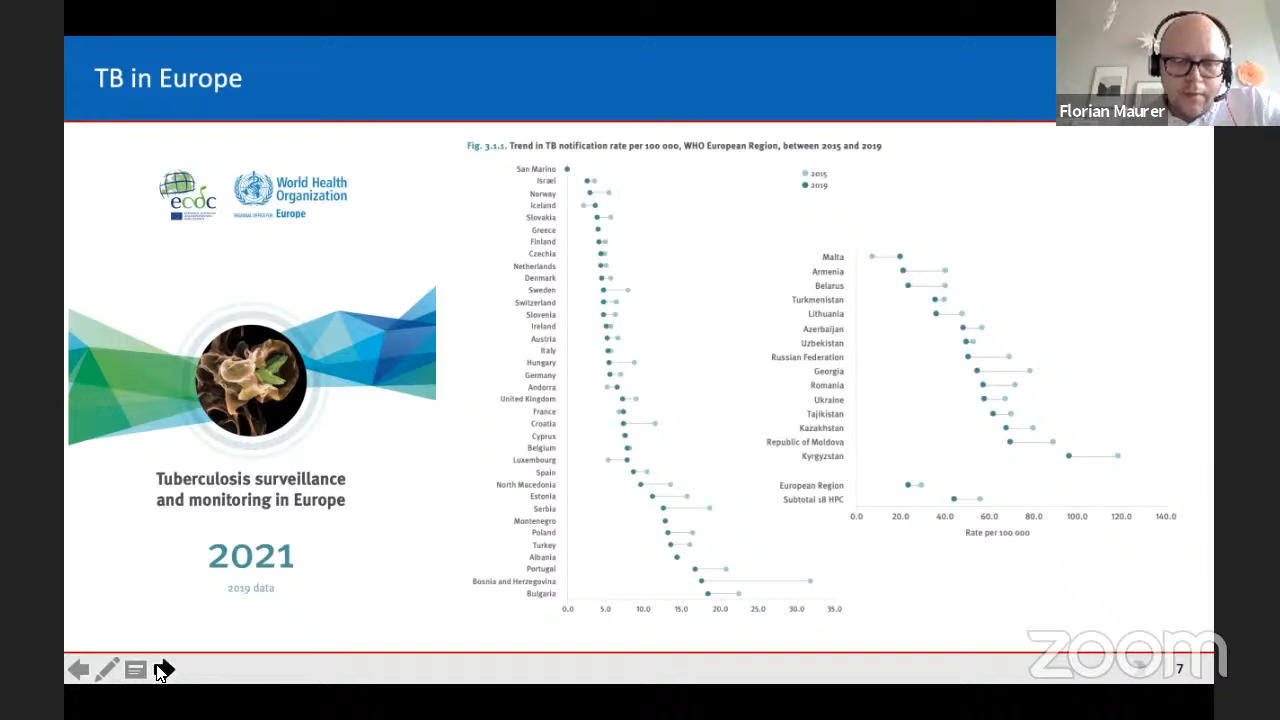 TB in Europe
Florian Maurer
ecdc
World Health
Organization
REGIONAL OFFICE FOR Europe
Tuberculosis surveillance
and monitoring in Europe
2021
2019 data
Fig. 3.1.1. Trend in TB notification rate per 100 000, WHO European Region, between 2015 and 2019
2015
2019
San Marino
Israel
Norway
Iceland
Slovakia
Greece
Finland
Czechia
Netherlands
Denmark
Sweden
Switzerland
Slovenia
Ireland
Austria
Italy
Hungary
Germany
Andorra
United Kingdom
France
Croatia
Cyprus
Belgium
Luxembourg
Spain
North Macedonia
Estonia
Serbia
Montenegro
Poland
Turkey
Albania
Portugal
Bosnia and Herzegovina
Bulgaria
0.0 5.0 10.0 15.0 20.0 25.0 30.0 35.0
Malta
Armenia
Belarus
Turkmenistan
Lithuania
Azerbaijan
Uzbekistan
Russian Federation
Georgia
Romania
Ukraine
Tajikistan
Kazakhstan
Republic of Moldova
Kyrgyzstan
European Region
Subtotal 18 HPC
0.0 20.0 40.0 60.0 80.0 100.0 120.0 140.0
Rate per 100 000
zoom
7